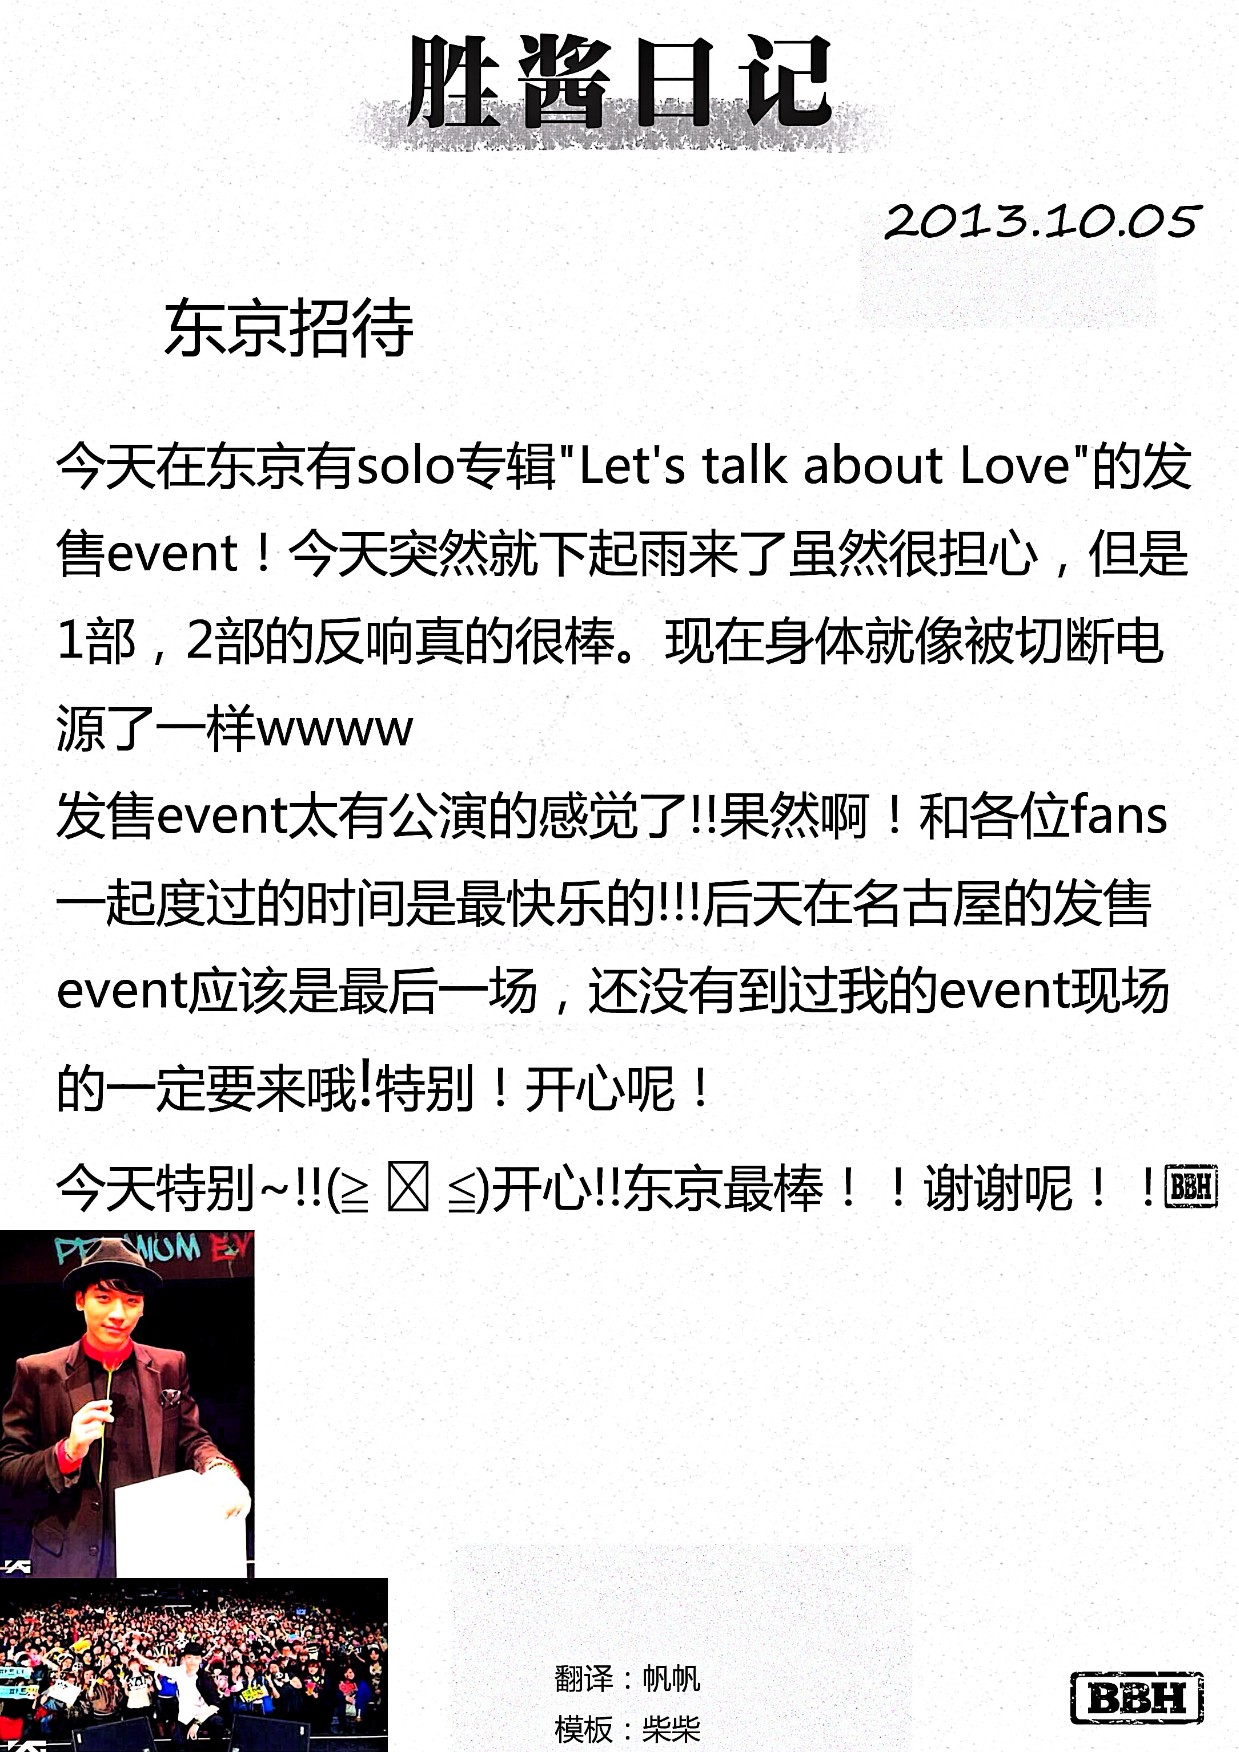 胜酱日记
2013.10.05
东京招待
今天在东京有solo专辑"Let's talk about Love"的发
售event！今天突然就下起雨来了虽然很担心，但是
1部，2部的反响真的很棒。现在身体就像被切断电
源了一样wwww
发售event太有公演的感觉了!!果然啊！和各位fans
一起度过的时间是最快乐的!!!后天在名古屋的发售
event应该是最后一场，还没有到过我的event现场
的一定要来哦!特别！开心呢！
今天特别~!!(≧ ☒ ≦)开心!!东京最棒！！谢谢呢！！BBH
PREMIUM EV
YG
翻译：帆帆
模板：柴柴
BBH
YG